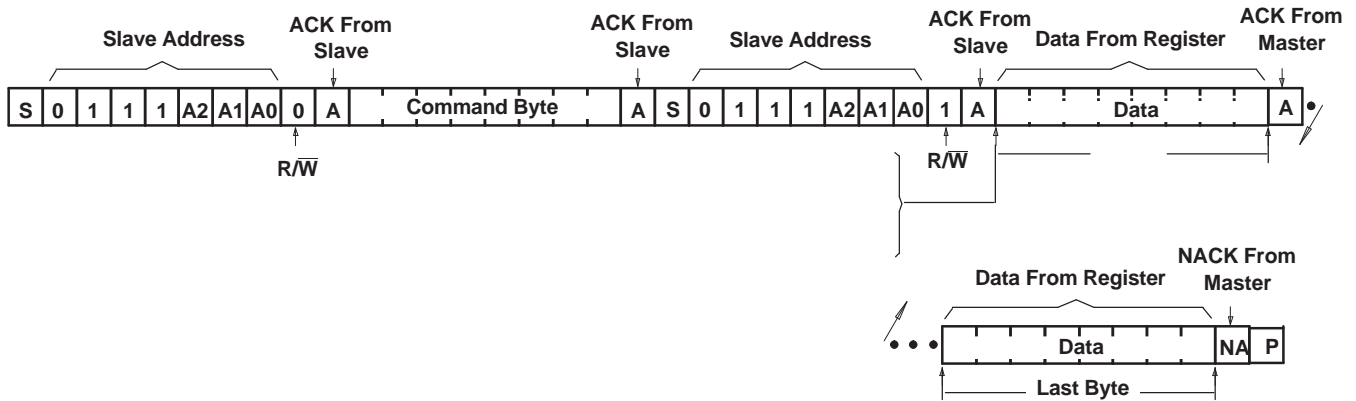 Slave Address
ACK From
Slave
ACK From
Slave
Slave Address
ACK From
Slave
Data From Register
ACK From
Master
S 0 1 1 1 A2 A1 A0 0 A Command Byte A S 0 1 1 1 A2 A1 A0 1 A Data A
R/W̅
R/W̅
Data From Register
NACK From
Master
Data NA P
Last Byte